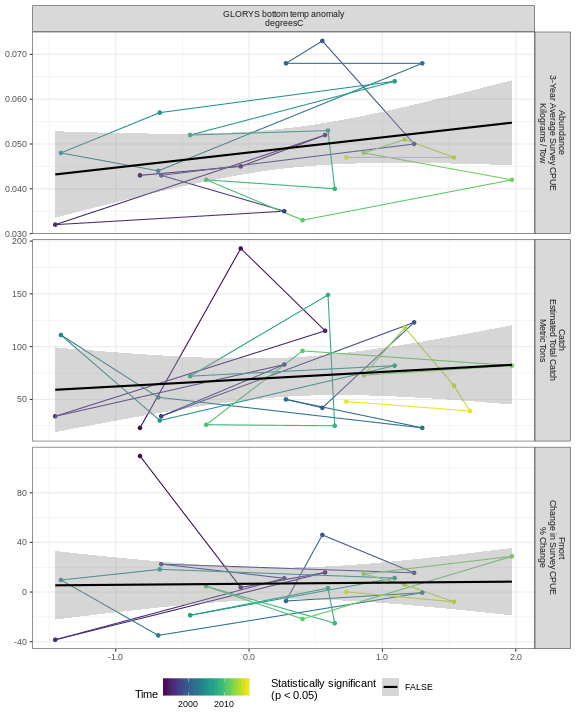 GLORYS bottom temp anomaly
degreesC
0.070
0.060
0.050
0.040
0.030
Abundance
3-Year Average Survey CPUE
Kilograms / Tow
200
150
100
50
Catch
Estimated Total Catch
Metric Tons
80
40
0
-40
Fmort
Change in Survey CPUE
% Change
-1.0
0.0
1.0
2.0
Time
2000
2010
Statistically significant
(p < 0.05)
FALSE